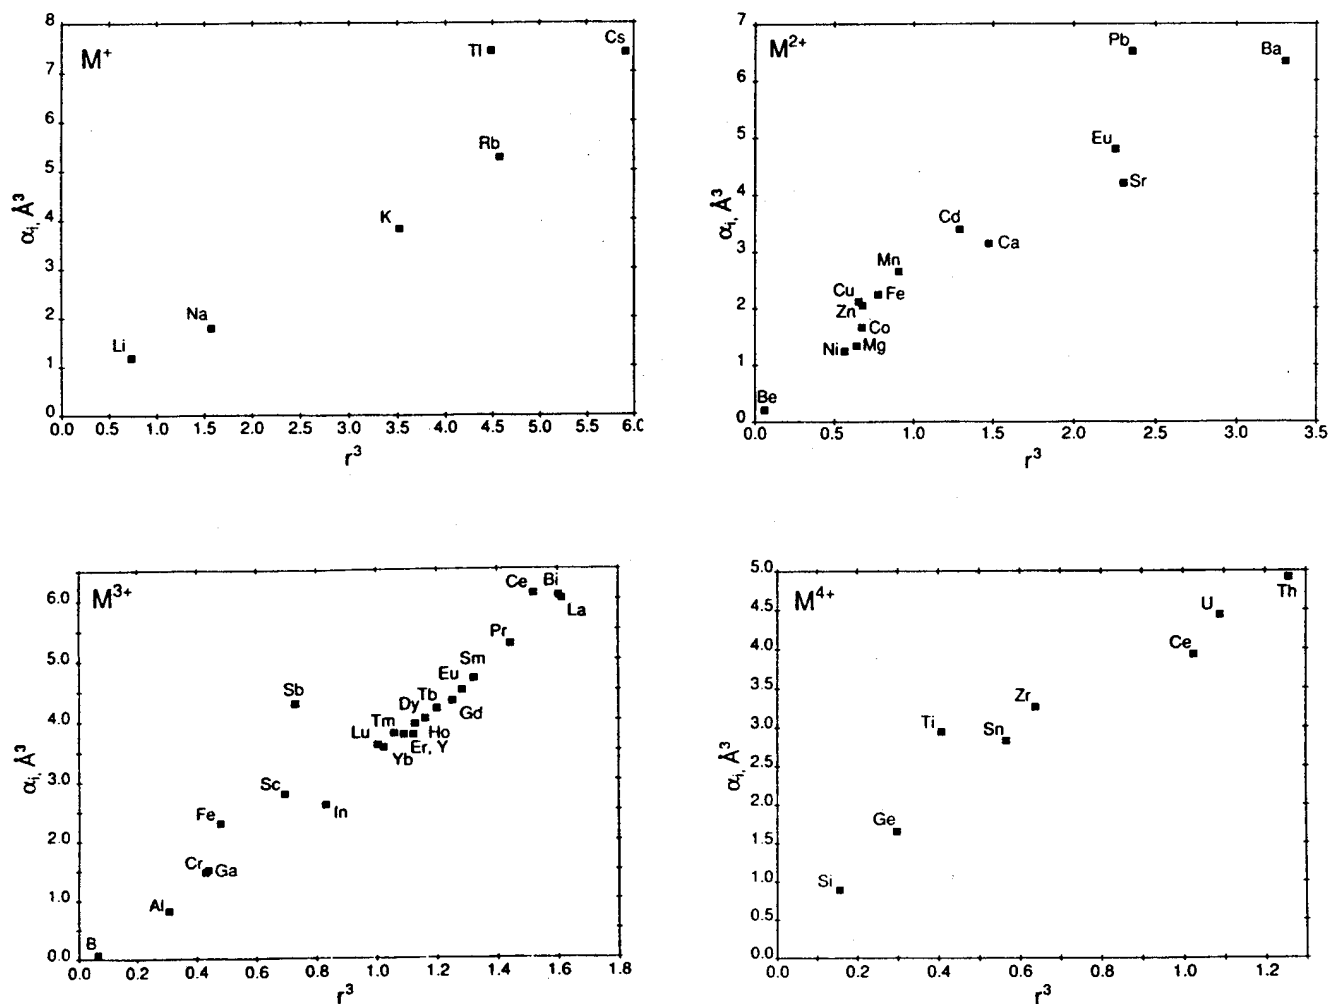 M⁺
αᵢ, Å³
8
7
6
5
4
3
2
1
0
Tl
Cs
Rb
K
Na
Li
0.0 0.5 1.0 1.5 2.0 2.5 3.0 3.5 4.0 4.5 5.0 5.5 6.0
r³
M²⁺
αᵢ, Å³
7
6
5
4
3
2
1
0
Pb
Ba
Eu
Sr
Cd
Ca
Mn
Cu
Fe
Zn
Co
Ni
Mg
Be
0.0 0.5 1.0 1.5 2.0 2.5 3.0 3.5
r³
M³⁺
αᵢ, Å³
6.0
5.0
4.0
3.0
2.0
1.0
0.0
Ce
Bi
La
Pr
Sm
Eu
Sb
Tb
Gd
Dy
Tm
Ho
Lu
Er, Y
Yb
Sc
In
Fe
Cr
Ga
Al
B
0.0 0.2 0.4 0.6 0.8 1.0 1.2 1.4 1.6 1.8
r³
M⁴⁺
αᵢ, Å³
5.0
4.5
4.0
3.5
3.0
2.5
2.0
1.5
1.0
0.5
0.0
Th
U
Ce
Zr
Ti
Sn
Ge
Si
0.0 0.2 0.4 0.6 0.8 1.0 1.2
r³